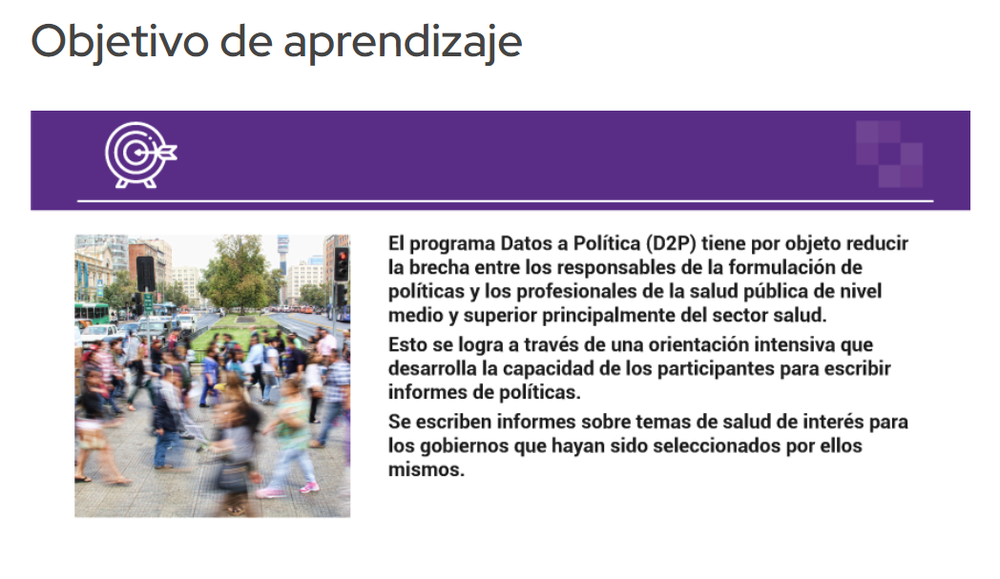 Objetivo de aprendizaje
El programa Datos a Política (D2P) tiene por objeto reducir
la brecha entre los responsables de la formulación de
políticas y los profesionales de la salud pública de nivel
medio y superior principalmente del sector salud.
Esto se logra a través de una orientación intensiva que
desarrolla la capacidad de los participantes para escribir
informes de políticas.
Se escriben informes sobre temas de salud de interés para
los gobiernos que hayan sido seleccionados por ellos
mismos.